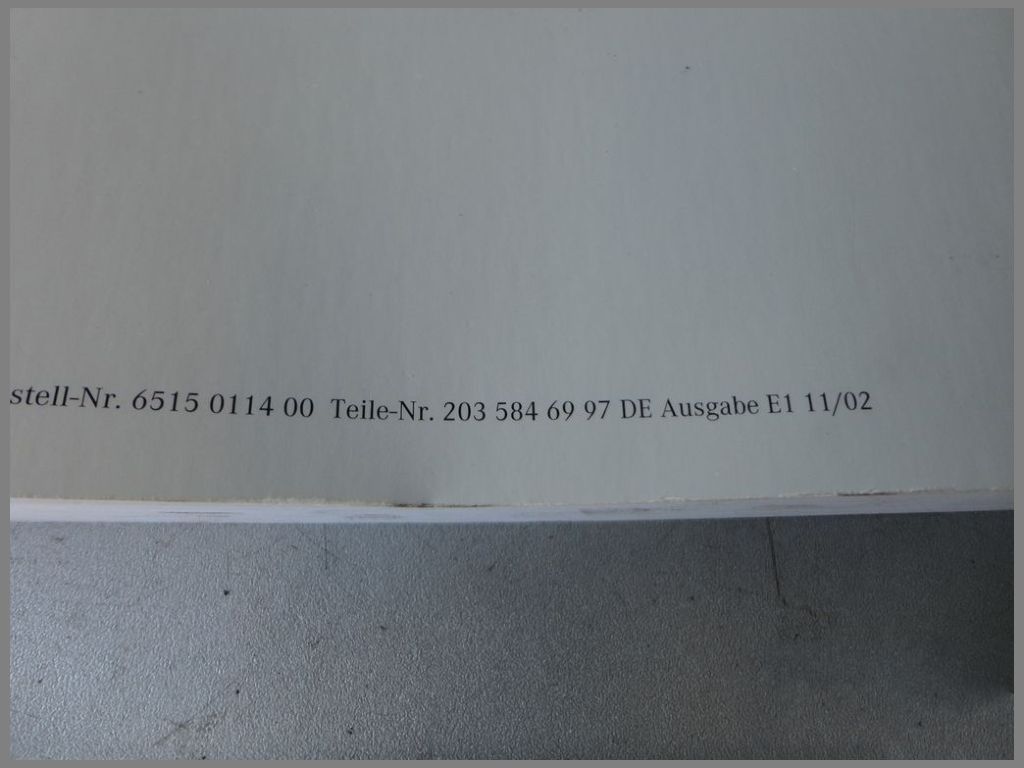 stell-Nr. 6515 0114 00 Teile-Nr. 203 584 69 97 DE Ausgabe E1 11/02